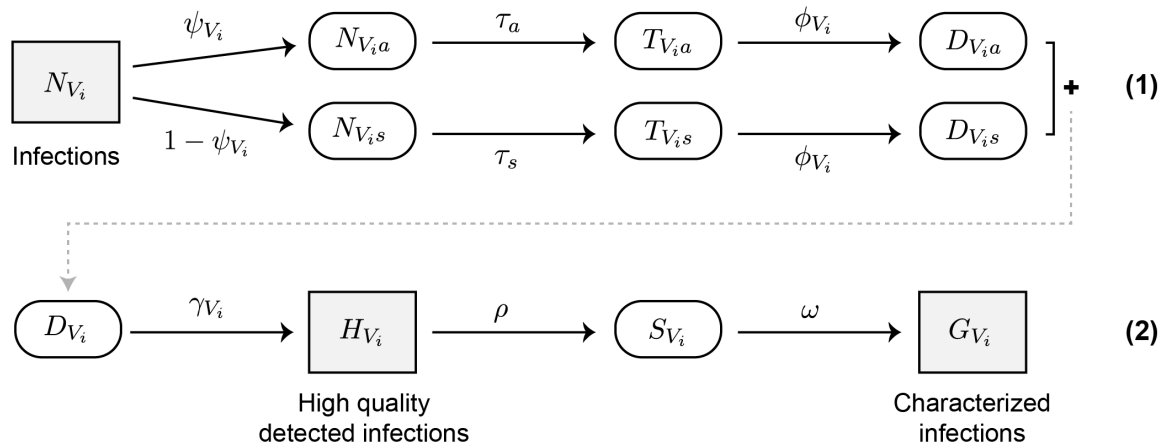 ψ_{V_i} τ_a ϕ_{V_i}
N_{V_i} N_{V_i a} T_{V_i a} D_{V_i a} + (1)
1 − ψ_{V_i} N_{V_i s} τ_s T_{V_i s} ϕ_{V_i} D_{V_i s}
Infections
γ_{V_i} ρ ω
D_{V_i} H_{V_i} S_{V_i} G_{V_i} (2)
High quality
detected infections
Characterized
infections